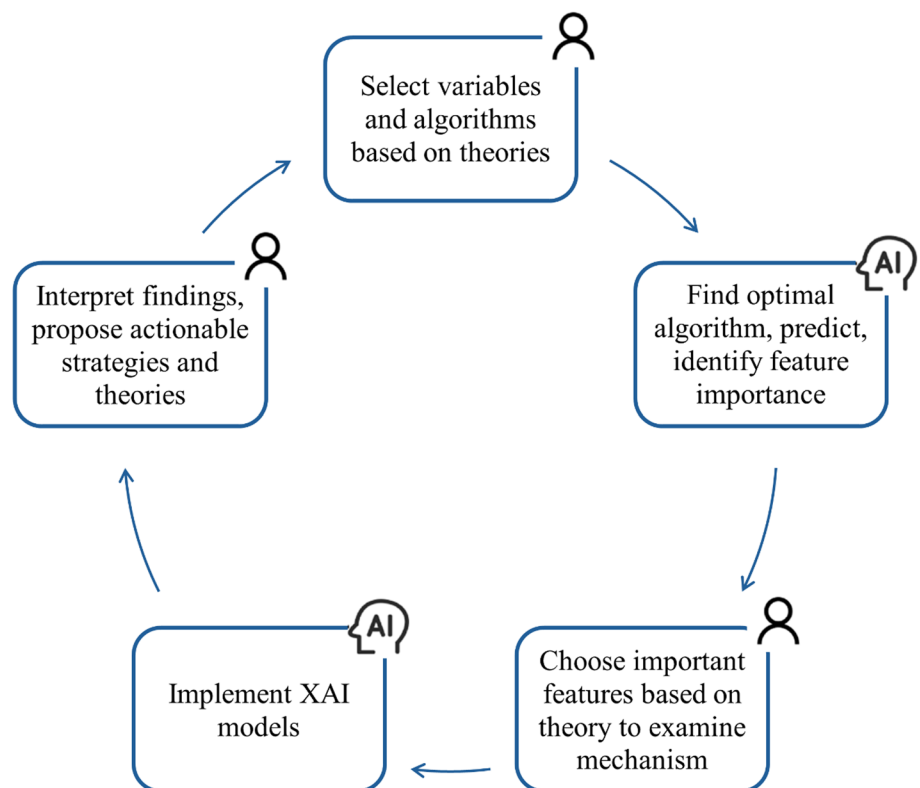 Select variables
and algorithms
based on theories
AI
Find optimal
algorithm, predict,
identify feature
importance
Choose important
features based on
theory to examine
mechanism
AI
Implement XAI
models
Interpret findings,
propose actionable
strategies and
theories